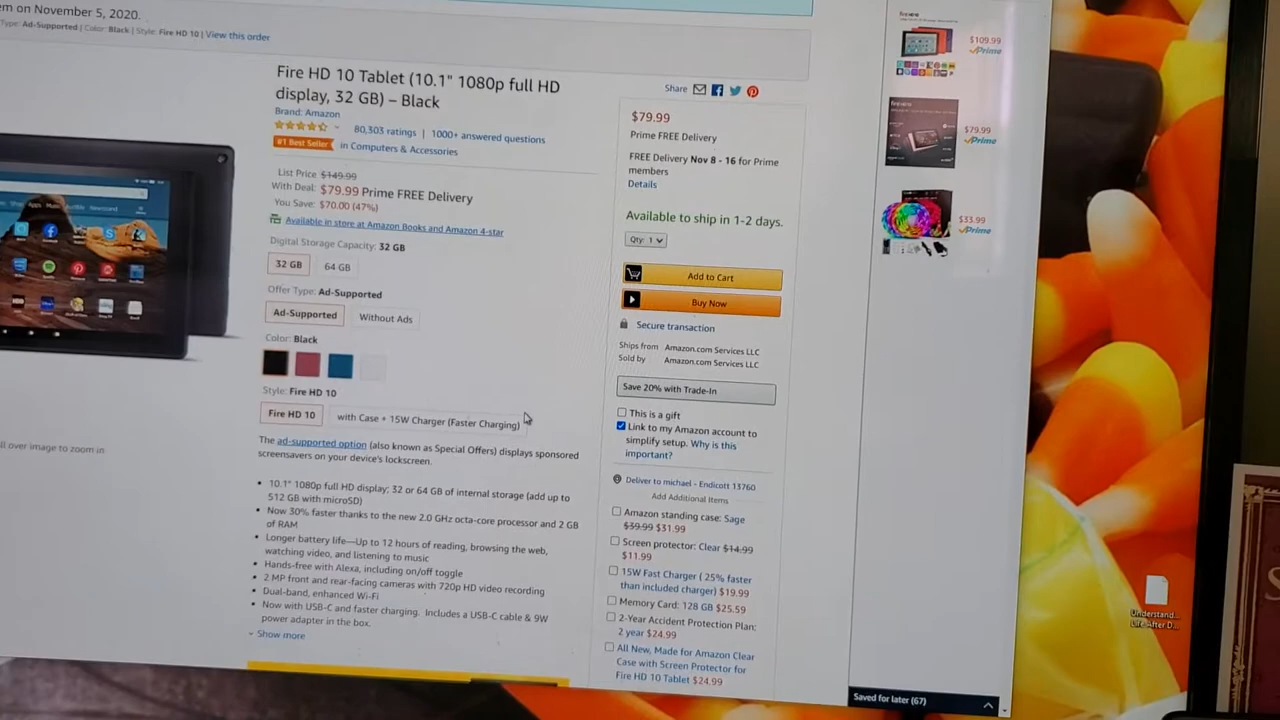 em on November 5, 2020.
Type: Ad-Supported | Color: Black | Style: Fire HD 10 | View this order
Fire HD 10 Tablet (10.1" 1080p full HD
display, 32 GB) – Black
Brand: Amazon
80,303 ratings | 1000+ answered questions
#1 Best Seller in Computers & Accessories
List Price $149.99
With Deal: $79.99 Prime FREE Delivery
You Save: $70.00 (47%)
Available in store at Amazon Books and Amazon 4-star
Digital Storage Capacity: 32 GB
32 GB 64 GB
Offer Type: Ad-Supported
Ad-Supported Without Ads
Color: Black
Style: Fire HD 10
Fire HD 10 with Case + 15W Charger (Faster Charging)
The ad-supported option (also known as Special Offers) displays sponsored
screensavers on your device's lockscreen.
10.1" 1080p full HD display; 32 or 64 GB of internal storage (add up to
512 GB with microSD)
Now 30% faster thanks to the new 2.0 GHz octa-core processor and 2 GB
of RAM
Longer battery life—Up to 12 hours of reading, browsing the web,
watching video, and listening to music
Hands-free with Alexa, including on/off toggle
2 MP front and rear-facing cameras with 720p HD video recording
Dual-band, enhanced Wi-Fi
Now with USB-C and faster charging. Includes a USB-C cable & 9W
power adapter in the box.
Show more
ll over image to zoom in
Share
$79.99
Prime FREE Delivery
FREE Delivery Nov 8 - 16 for Prime
members
Details
Available to ship in 1-2 days.
Qty: 1
Add to Cart
Buy Now
Secure transaction
Ships from Amazon.com Services LLC
Sold by Amazon.com Services LLC
Save 20% with Trade-In
This is a gift
Link to my Amazon account to
simplify setup. Why is this
important?
Deliver to michael - Endicott 13760
Add Additional Items
Amazon standing case: Sage
$39.99 $31.99
Screen protector: Clear $14.99
$11.99
15W Fast Charger ( 25% faster
than included charger) $19.99
Memory Card: 128 GB $25.59
2-Year Accident Protection Plan:
2 year $24.99
All New, Made for Amazon Clear
Case with Screen Protector for
Fire HD 10 Tablet $24.99
$109.99
Prime
$79.99
Prime
$33.99
Prime
Saved for later (67)
Understand...
Life After D...